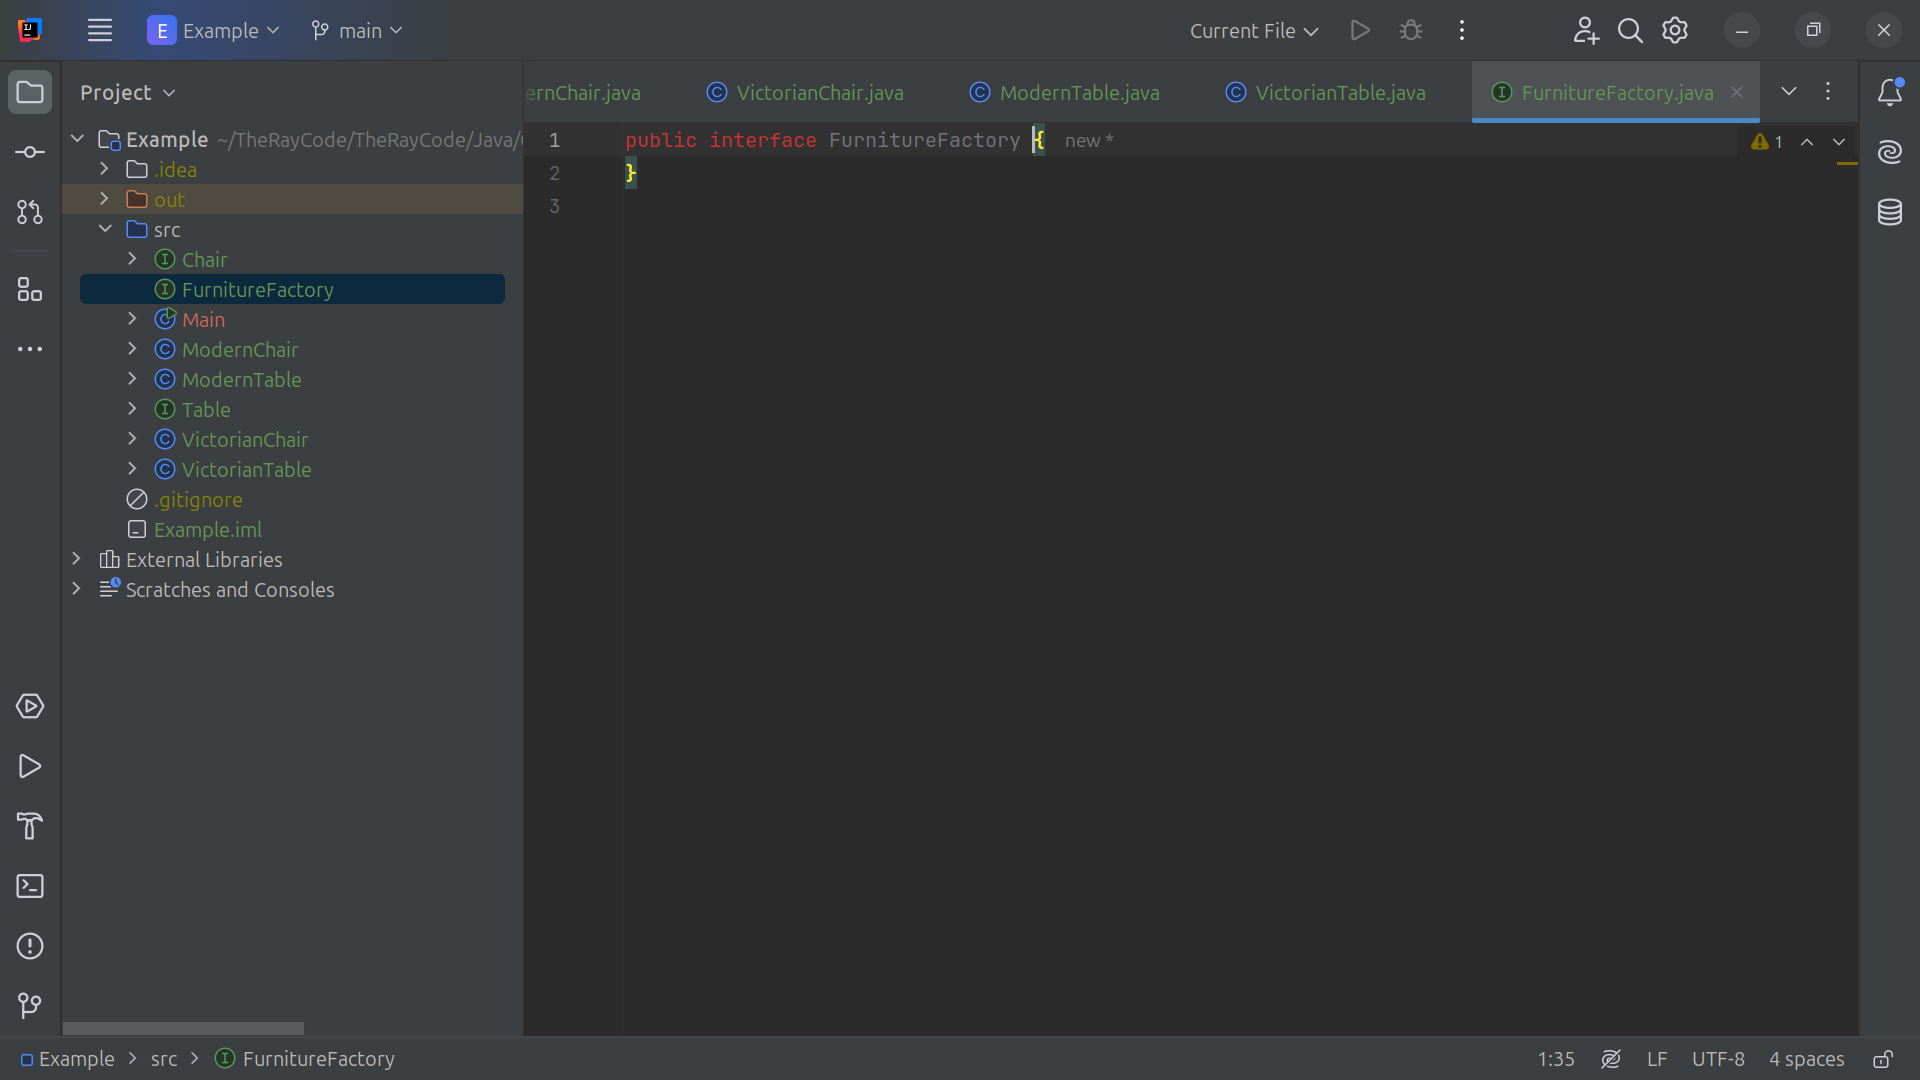 E Example main Current File
Project
ernChair.java VictorianChair.java ModernTable.java VictorianTable.java FurnitureFactory.java
Example ~/TheRayCode/TheRayCode/Java/
.idea
out
src
Chair
FurnitureFactory
Main
ModernChair
ModernTable
Table
VictorianChair
VictorianTable
.gitignore
Example.iml
External Libraries
Scratches and Consoles
1 public interface FurnitureFactory { new *
2 }
3
1
Example src FurnitureFactory 1:35 LF UTF-8 4 spaces